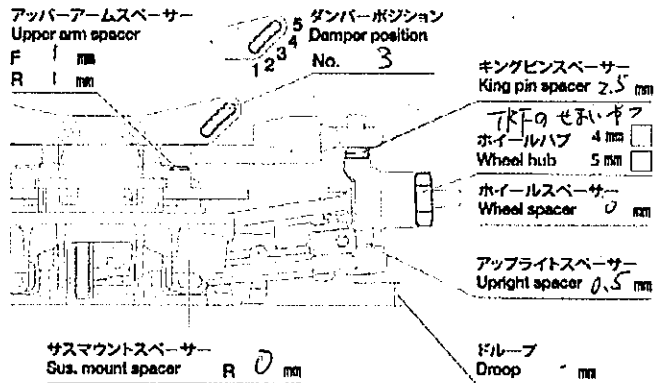 アッパーアームスペーサー
Upper arm spacer
F 1 mm
R 1 mm
5
4
3
2
1
ダンパーポジション
Damper position
No. 3
キングピンスペーサー
King pin spacer 2.5 mm
TRFのせまいやつ
ホイールハブ 4 mm
Wheel hub 5 mm
ホイールスペーサー
Wheel spacer 0 mm
アップライトスペーサー
Upright spacer 0.5 mm
サスマウントスペーサー
Sus. mount spacer R 0 mm
ドループ
Droop - mm